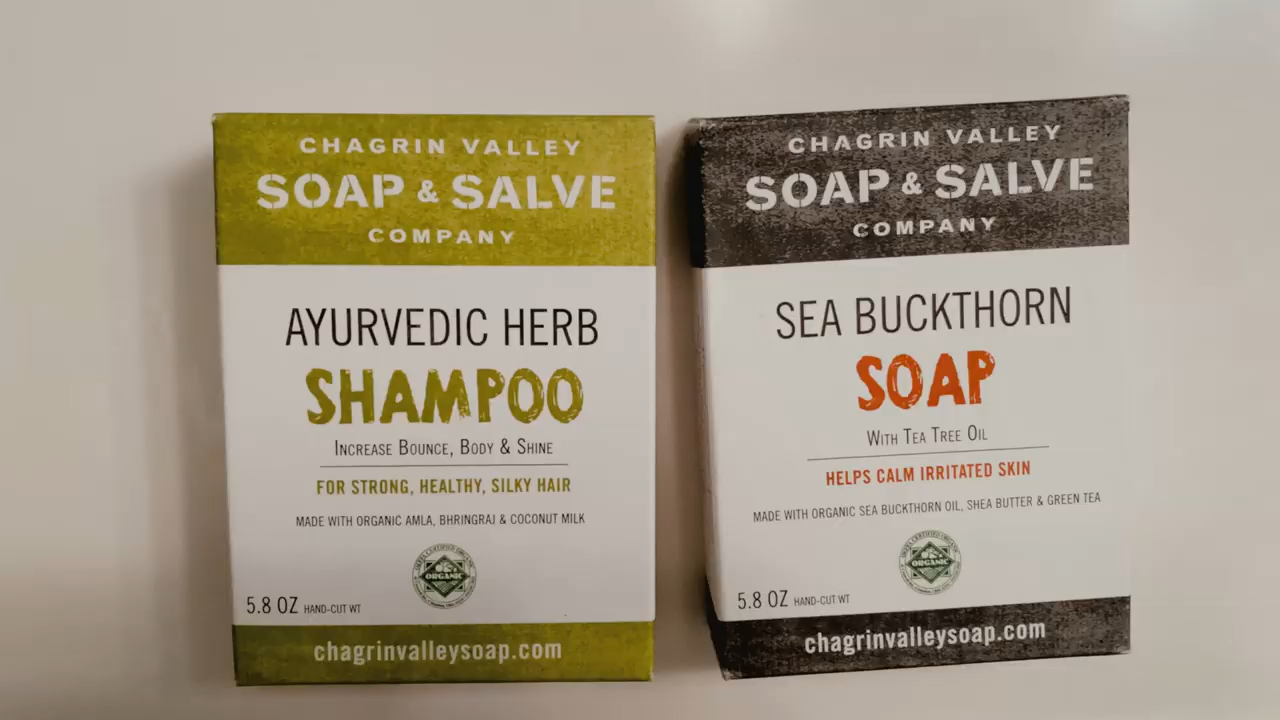 CHAGRIN VALLEY
SOAP & SALVE
COMPANY
AYURVEDIC HERB
SHAMPOO
INCREASE BOUNCE, BODY & SHINE
FOR STRONG, HEALTHY, SILKY HAIR
MADE WITH ORGANIC AMLA, BHRINGRAJ & COCONUT MILK
ORGANIC
5.8 OZ HAND-CUT WT
chagrinvalleysoap.com
CHAGRIN VALLEY
SOAP & SALVE
COMPANY
SEA BUCKTHORN
SOAP
WITH TEA TREE OIL
HELPS CALM IRRITATED SKIN
MADE WITH ORGANIC SEA BUCKTHORN OIL, SHEA BUTTER & GREEN TEA
ORGANIC
5.8 OZ HAND-CUT WT
chagrinvalleysoap.com